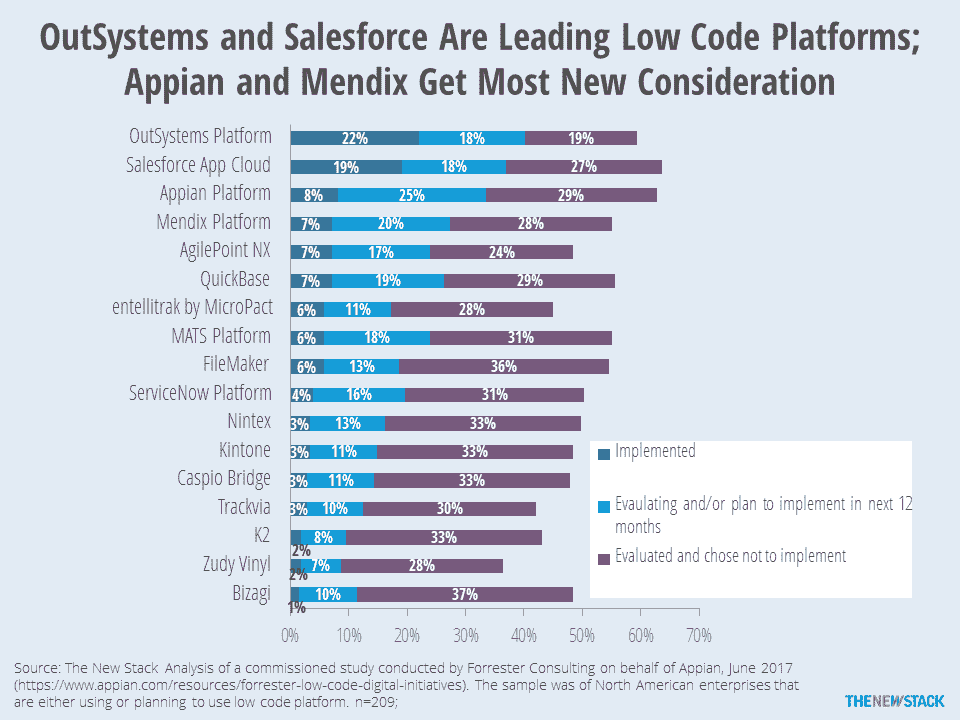 OutSystems and Salesforce Are Leading Low Code Platforms;
Appian and Mendix Get Most New Consideration
OutSystems Platform 22% 18% 19%
Salesforce App Cloud 19% 18% 27%
Appian Platform 8% 25% 29%
Mendix Platform 7% 20% 28%
AgilePoint NX 7% 17% 24%
QuickBase 7% 19% 29%
entellitrak by MicroPact 6% 11% 28%
MATS Platform 6% 18% 31%
FileMaker 6% 13% 36%
ServiceNow Platform 4% 16% 31%
Nintex 3% 13% 33%
Kintone 3% 11% 33%
Caspio Bridge 3% 11% 33%
Trackvia 3% 10% 30%
K2 2% 8% 33%
Zudy Vinyl 2% 7% 28%
Bizagi 1% 10% 37%
0% 10% 20% 30% 40% 50% 60% 70%
Implemented
Evaulating and/or plan to implement in next 12
months
Evaluated and chose not to implement
Source: The New Stack Analysis of a commissioned study conducted by Forrester Consulting on behalf of Appian, June 2017
(https://www.appian.com/resources/forrester-low-code-digital-initiatives). The sample was of North American enterprises that
are either using or planning to use low code platform. n=209;
THENEWSTACK